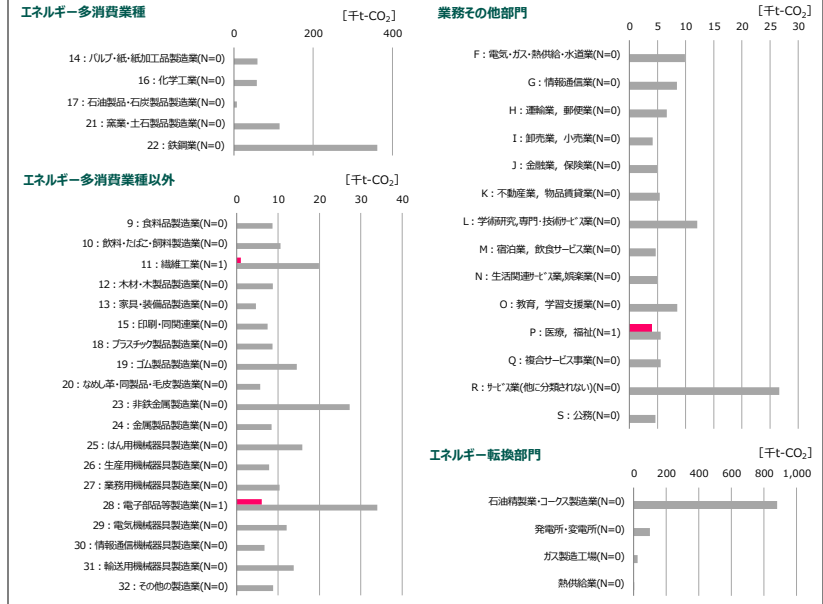 エネルギー多消費業種
[千t-CO₂]
0 200 400
14：パルプ・紙・紙加工品製造業(N=0)
16：化学工業(N=0)
17：石油製品・石炭製品製造業(N=0)
21：窯業・土石製品製造業(N=0)
22：鉄鋼業(N=0)
エネルギー多消費業種以外
[千t-CO₂]
0 10 20 30 40
9：食料品製造業(N=0)
10：飲料・たばこ・飼料製造業(N=0)
11：繊維工業(N=1)
12：木材・木製品製造業(N=0)
13：家具・装備品製造業(N=0)
15：印刷・同関連業(N=0)
18：プラスチック製品製造業(N=0)
19：ゴム製品製造業(N=0)
20：なめし革・同製品・毛皮製造業(N=0)
23：非鉄金属製造業(N=0)
24：金属製品製造業(N=0)
25：はん用機械器具製造業(N=0)
26：生産用機械器具製造業(N=0)
27：業務用機械器具製造業(N=0)
28：電子部品等製造業(N=1)
29：電気機械器具製造業(N=0)
30：情報通信機械器具製造業(N=0)
31：輸送用機械器具製造業(N=0)
32：その他の製造業(N=0)
業務その他部門
[千t-CO₂]
0 5 10 15 20 25 30
F：電気・ガス・熱供給・水道業(N=0)
G：情報通信業(N=0)
H：運輸業，郵便業(N=0)
I：卸売業，小売業(N=0)
J：金融業，保険業(N=0)
K：不動産業，物品賃貸業(N=0)
L：学術研究,専門・技術ｻｰﾋﾞｽ業(N=0)
M：宿泊業，飲食サービス業(N=0)
N：生活関連ｻｰﾋﾞｽ業,娯楽業(N=0)
O：教育，学習支援業(N=0)
P：医療，福祉(N=1)
Q：複合サービス事業(N=0)
R：ｻｰﾋﾞｽ業(他に分類されない)(N=0)
S：公務(N=0)
エネルギー転換部門
[千t-CO₂]
0 200 400 600 800 1,000
石油精製業・コークス製造業(N=0)
発電所・変電所(N=0)
ガス製造工場(N=0)
熱供給業(N=0)